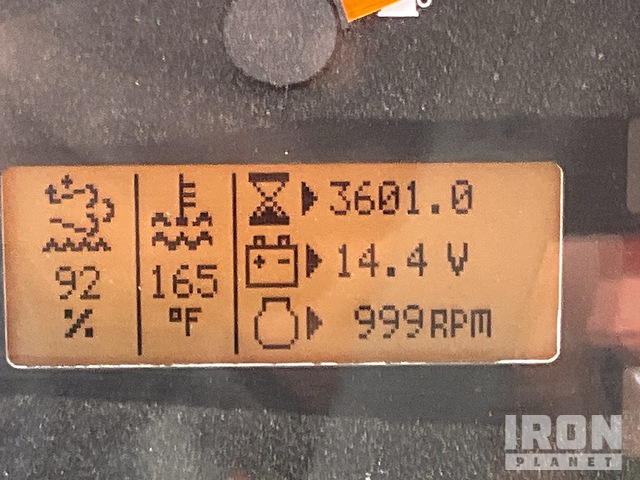 92
%
165
°F
3601.0
14.4 V
999RPM
IRON
PLANET